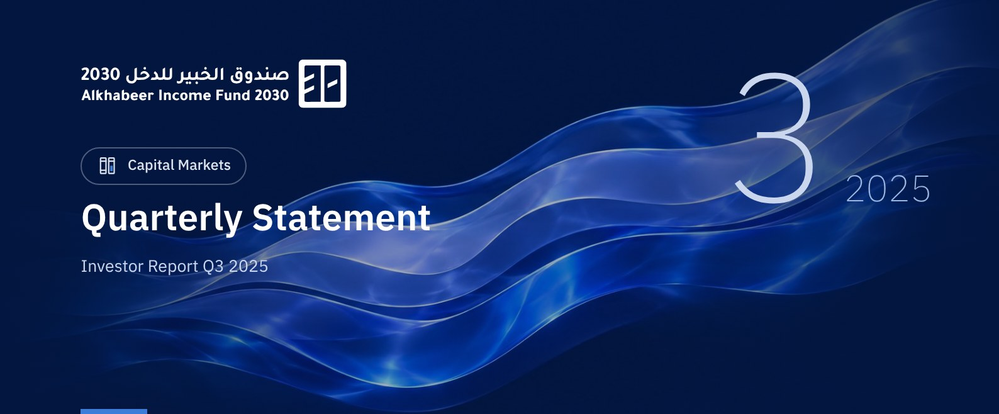 صندوق الخبير للدخل 2030
Alkhabeer Income Fund 2030
Capital Markets
Quarterly Statement
Investor Report Q3 2025
3
2025